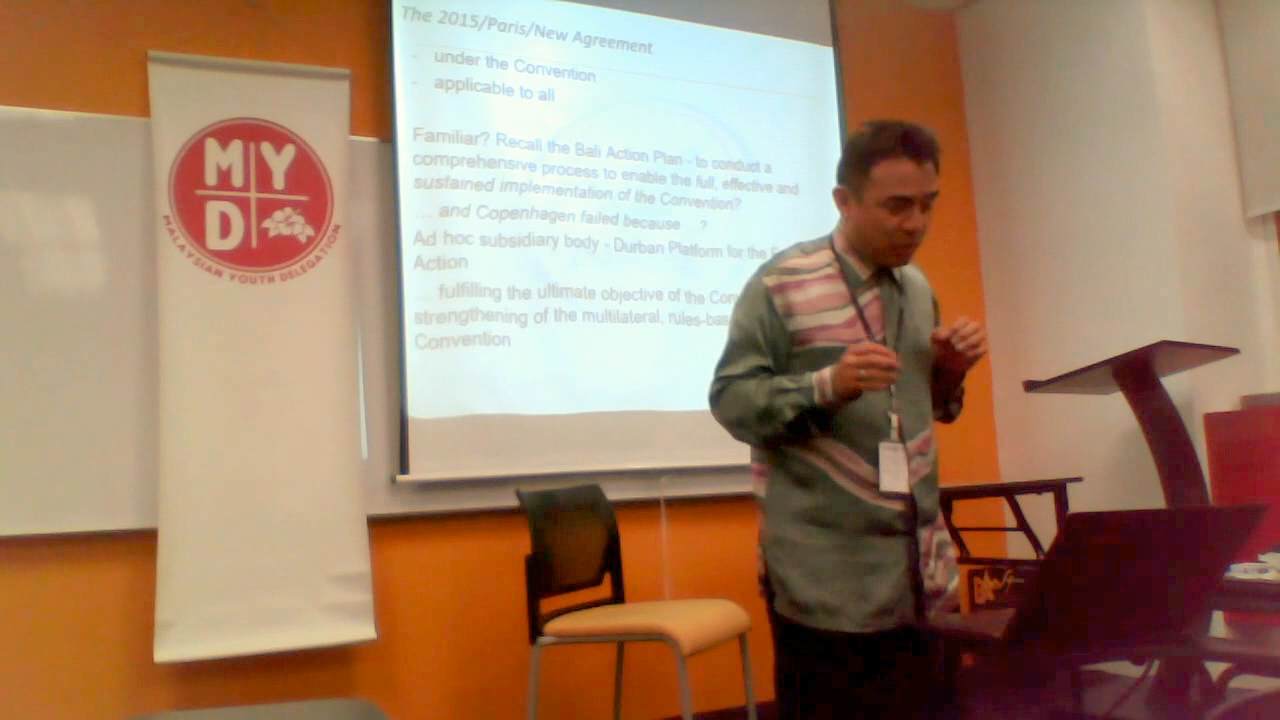 The 2015/Paris/New Agreement
- under the Convention
- applicable to all
Familiar? Recall the Bali Action Plan - to conduct a
comprehensive process to enable the full, effective and
sustained implementation of the Convention?
... and Copenhagen failed because ...?
Ad hoc subsidiary body - Durban Platform for the
Action
... fulfilling the ultimate objective of the
strengthening of the multilateral,
Convention
M Y
D
MALAYSIAN YOUTH DELEGATION